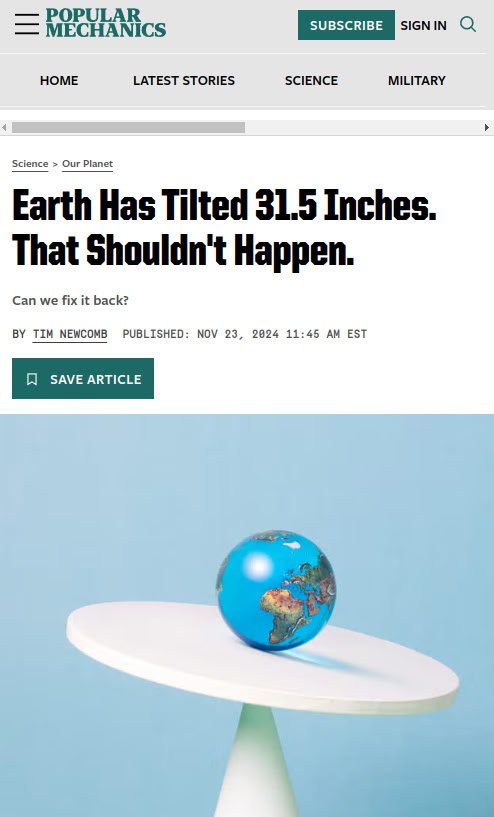 POPULAR
MECHANICS
SUBSCRIBE SIGN IN
HOME LATEST STORIES SCIENCE MILITARY
Science > Our Planet
Earth Has Tilted 31.5 Inches.
That Shouldn't Happen.
Can we fix it back?
BY TIM NEWCOMB PUBLISHED: NOV 23, 2024 11:45 AM EST
SAVE ARTICLE